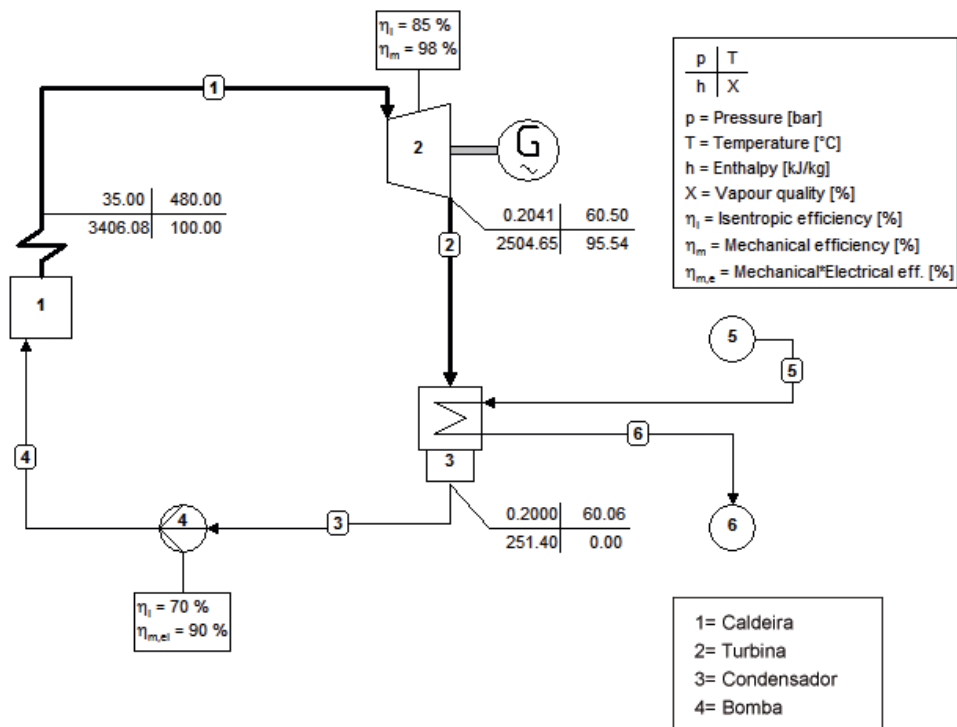 ηi = 85 %
ηm = 98 %
p T
h X
p = Pressure [bar]
T = Temperature [°C]
h = Enthalpy [kJ/kg]
X = Vapour quality [%]
ηi = Isentropic efficiency [%]
ηm = Mechanical efficiency [%]
ηm,e = Mechanical*Electrical eff. [%]
1
2
G
~
35.00 480.00
3406.08 100.00
0.2041 60.50
2504.65 95.54
2
1
5
5
6
3
6
4
4
3
0.2000 60.06
251.40 0.00
ηi = 70 %
ηm,el = 90 %
1= Caldeira
2= Turbina
3= Condensador
4= Bomba